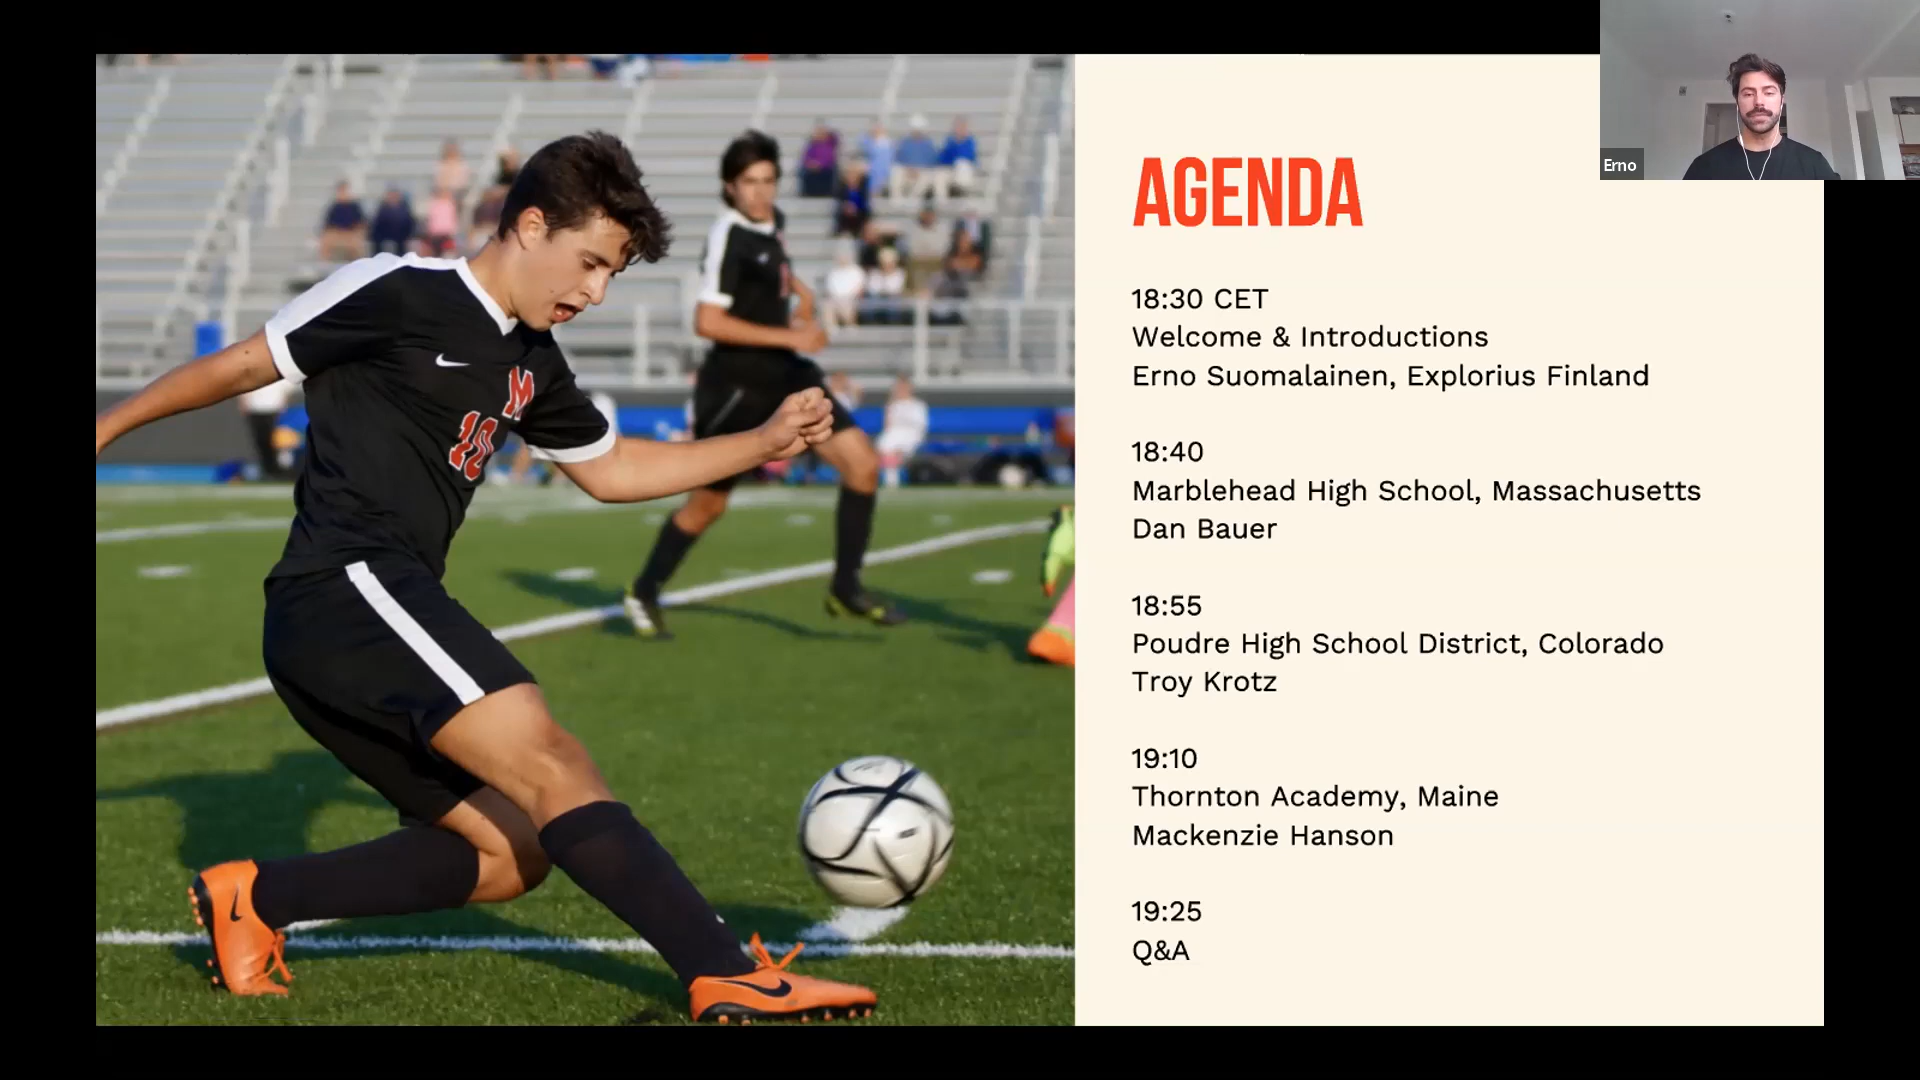 AGENDA
18:30 CET
Welcome & Introductions
Erno Suomalainen, Explorius Finland
18:40
Marblehead High School, Massachusetts
Dan Bauer
18:55
Poudre High School District, Colorado
Troy Krotz
19:10
Thornton Academy, Maine
Mackenzie Hanson
19:25
Q&A
Erno
M
10